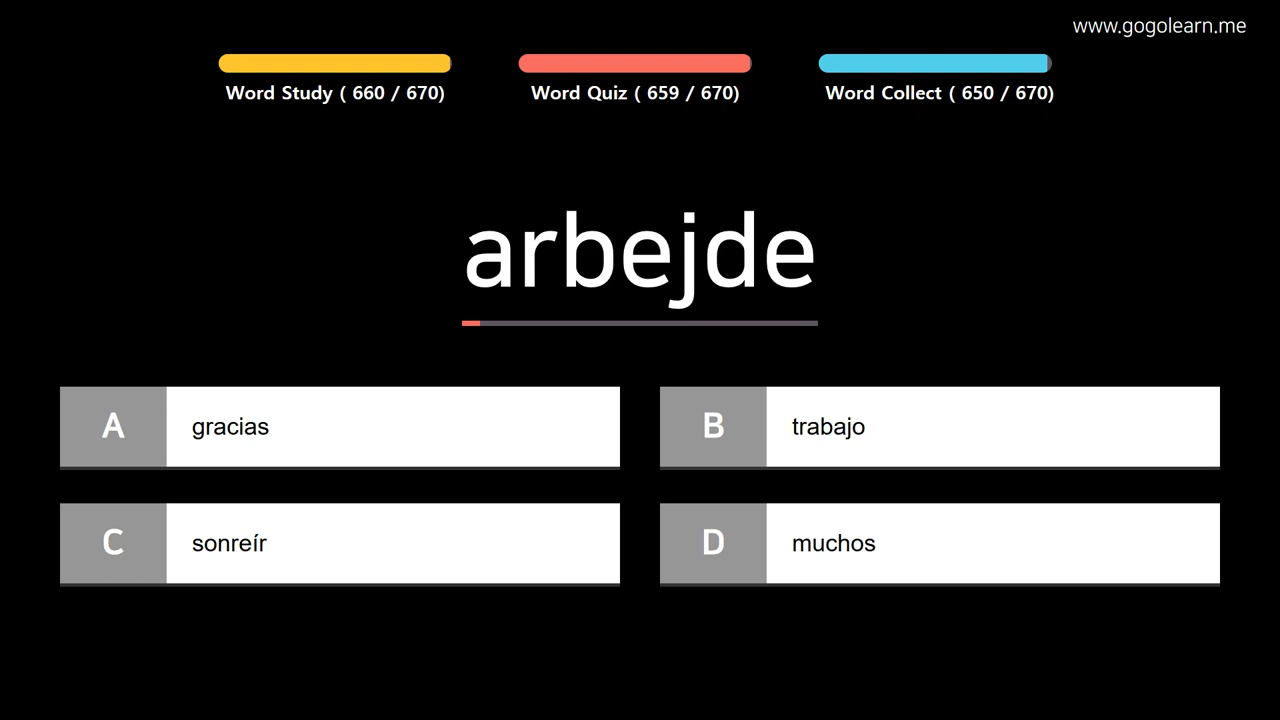 www.gogolearn.me
Word Study ( 660 / 670)
Word Quiz ( 659 / 670)
Word Collect ( 650 / 670)
arbejde
A gracias
B trabajo
C sonreír
D muchos